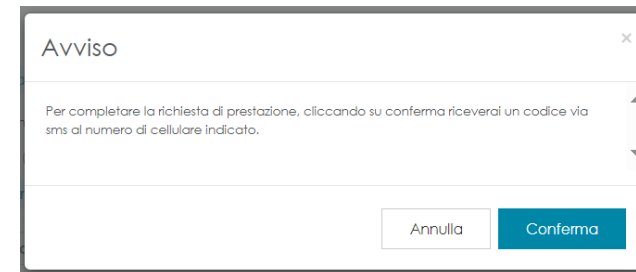 Avviso
×
Per completare la richiesta di prestazione, cliccando su conferma riceverai un codice via
sms al numero di cellulare indicato.
Annulla
Conferma